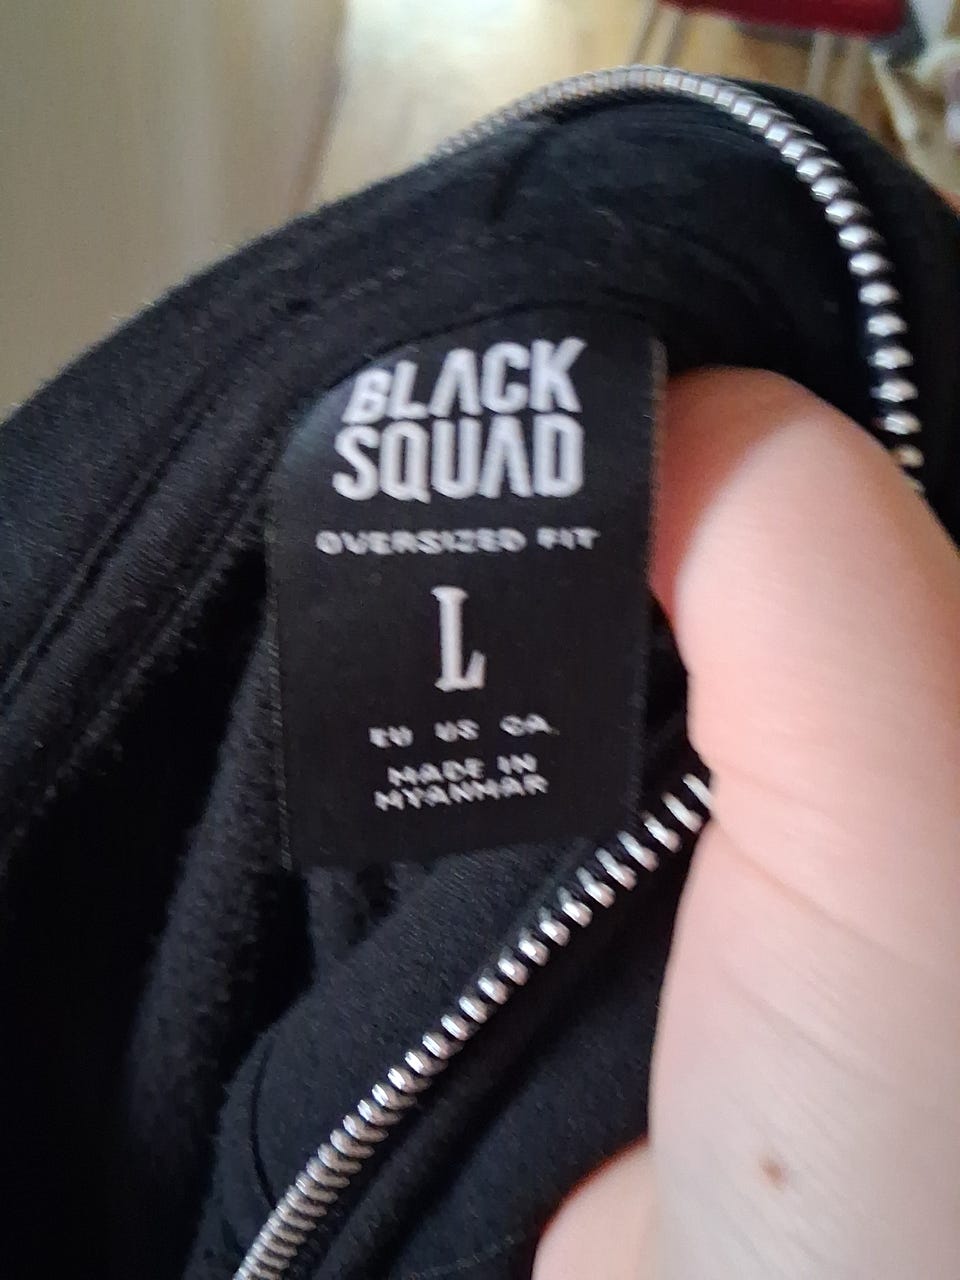 BLACK
SQUAD
OVERSIZED FIT
L
EU US CA
MADE IN
MYANMAR